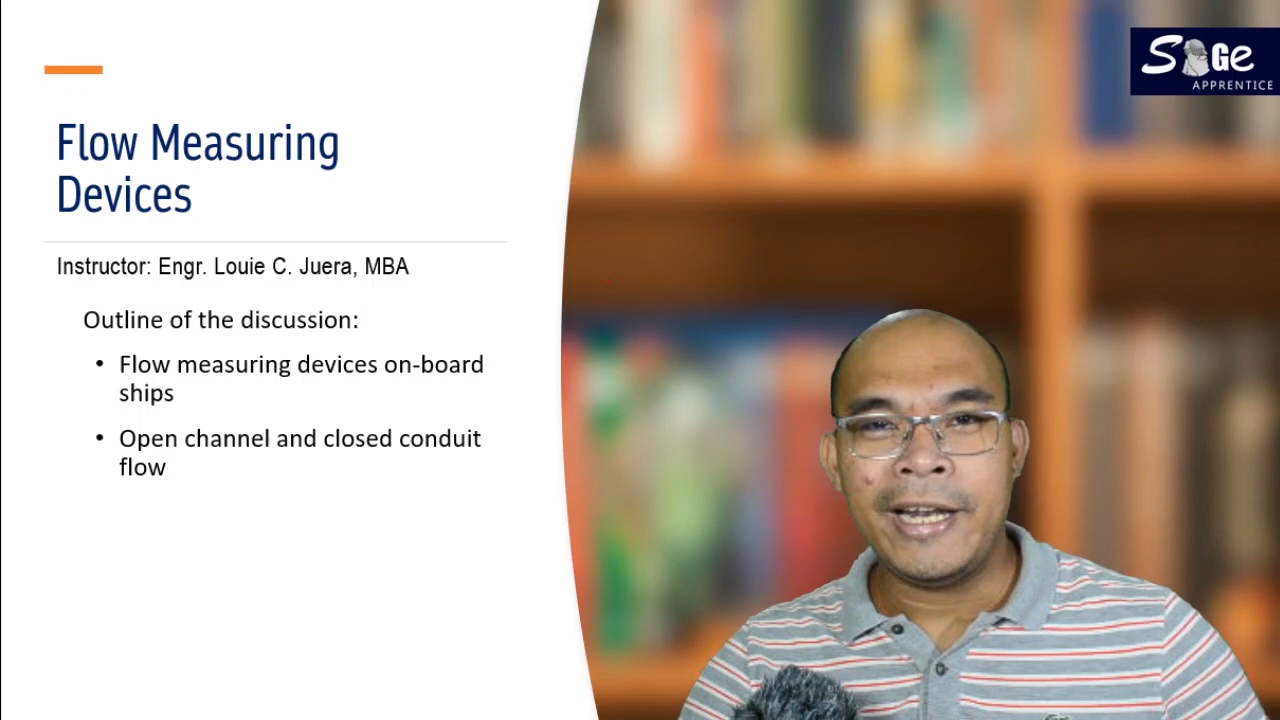 Flow Measuring
Devices
Instructor: Engr. Louie C. Juera, MBA
Outline of the discussion:
• Flow measuring devices on-board
ships
• Open channel and closed conduit
flow
SaGe
APPRENTICE